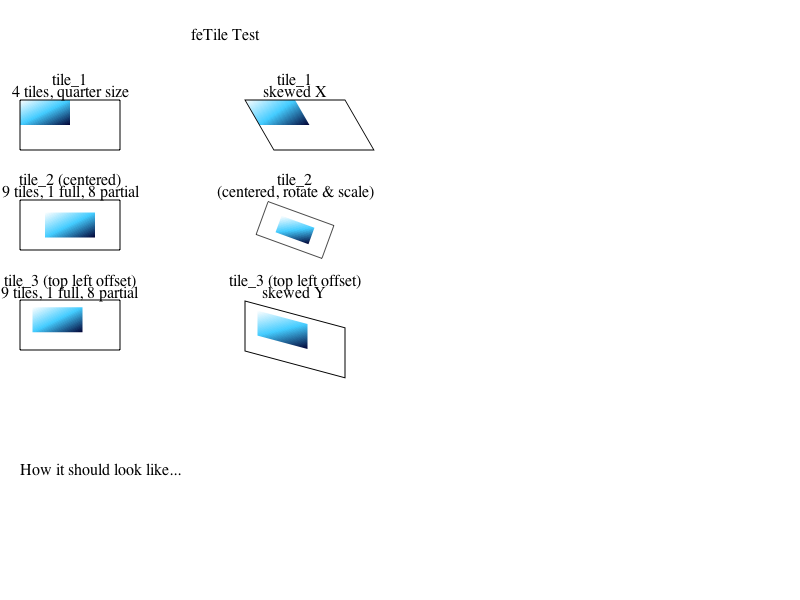 feTile Test
tile_1
4 tiles, quarter size
tile_1
skewed X
tile_2 (centered)
9 tiles, 1 full, 8 partial
tile_2
(centered, rotate & scale)
tile_3 (top left offset)
9 tiles, 1 full, 8 partial
tile_3 (top left offset)
skewed Y
How it should look like...